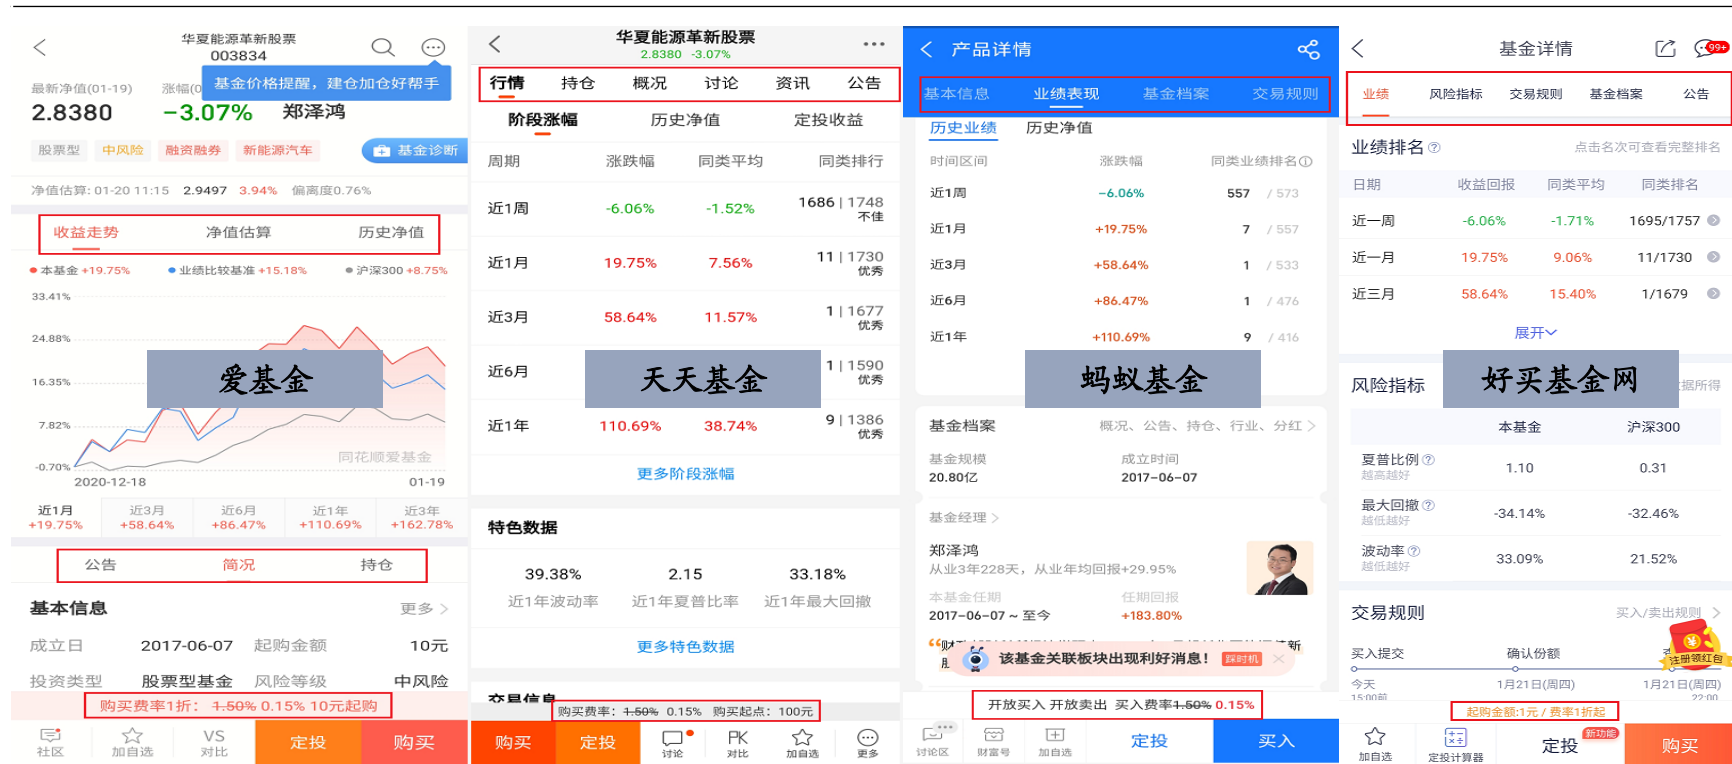 华夏能源革新股票
003834
基金价格提醒，建仓加仓好帮手
最新净值(01-19)
涨幅(0
2.8380 -3.07% 郑泽鸿
股票型 中风险 融资融券 新能源汽车
基金诊断
净值估算: 01-20 11:15 2.9497 3.94% 偏离度0.76%
收益走势 净值估算 历史净值
本基金 +19.75% 业绩比较基准 +15.18% 沪深300 +8.75%
33.41%
24.88%
16.35%
7.82%
-0.70%
爱基金
同花顺爱基金
2020-12-18 01-19
近1月 近3月 近6月 近1年 近3年
+19.75% +58.64% +86.47% +110.69% +162.78%
公告 简况 持仓
基本信息 更多
成立日 2017-06-07 起购金额 10元
投资类型 股票型基金 风险等级 中风险
购买费率1折: 1.50% 0.15% 10元起购
社区 加自选 VS 对比 定投 购买
华夏能源革新股票
2.8380 -3.07%
行情 持仓 概况 讨论 资讯 公告
阶段涨幅 历史净值 定投收益
周期 涨跌幅 同类平均 同类排行
近1周 -6.06% -1.52% 1686 | 1748
不佳
近1月 19.75% 7.56% 11 | 1730
优秀
近3月 58.64% 11.57% 1 | 1677
优秀
近6月 1 | 1590
优秀
天天基金
近1年 110.69% 38.74% 9 | 1386
优秀
更多阶段涨幅
特色数据
39.38% 2.15 33.18%
近1年波动率 近1年夏普比率 近1年最大回撤
更多特色数据
交易信息
购买费率: 1.50% 0.15% 购买起点: 100元
购买 定投 讨论 PK 对比 加自选 更多
产品详情
基本信息 业绩表现 基金档案 交易规则
历史业绩 历史净值
时间区间 涨跌幅 同类业绩排名
近1周 -6.06% 557 / 573
近1月 +19.75% 7 / 557
近3月 +58.64% 1 / 533
近6月 +86.47% 1 / 476
近1年 +110.69% 9 / 416
蚂蚁基金
基金档案 概况、公告、持仓、行业、分红
基金规模 成立时间
20.80亿 2017-06-07
基金经理
郑泽鸿
从业3年228天，从业年均回报+29.95%
本基金任期 任期回报
2017-06-07 ~ 至今 +183.80%
该基金关联板块出现利好消息！ 踩时机
开放买入 开放卖出 买入费率1.50% 0.15%
讨论区 财富号 加自选 定投 买入
基金详情
99+
业绩 风险指标 交易规则 基金档案 公告
业绩排名 点击名次可查看完整排名
日期 收益回报 同类平均 同类排名
近一周 -6.06% -1.71% 1695/1757
近一月 19.75% 9.06% 11/1730
近三月 58.64% 15.40% 1/1679
展开
风险指标
据所得
好买基金网
本基金 沪深300
夏普比例 1.10 0.31
越高越好
最大回撤 -34.14% -32.46%
越低越好
波动率 33.09% 21.52%
越低越好
交易规则 买入/卖出规则
注册领红包
买入提交 确认份额
今天 1月21日(周四) 1月21日(周四)
15:00前 22:00
起购金额:1元 / 费率1折起
加自选 定投计算器 定投 新功能 购买